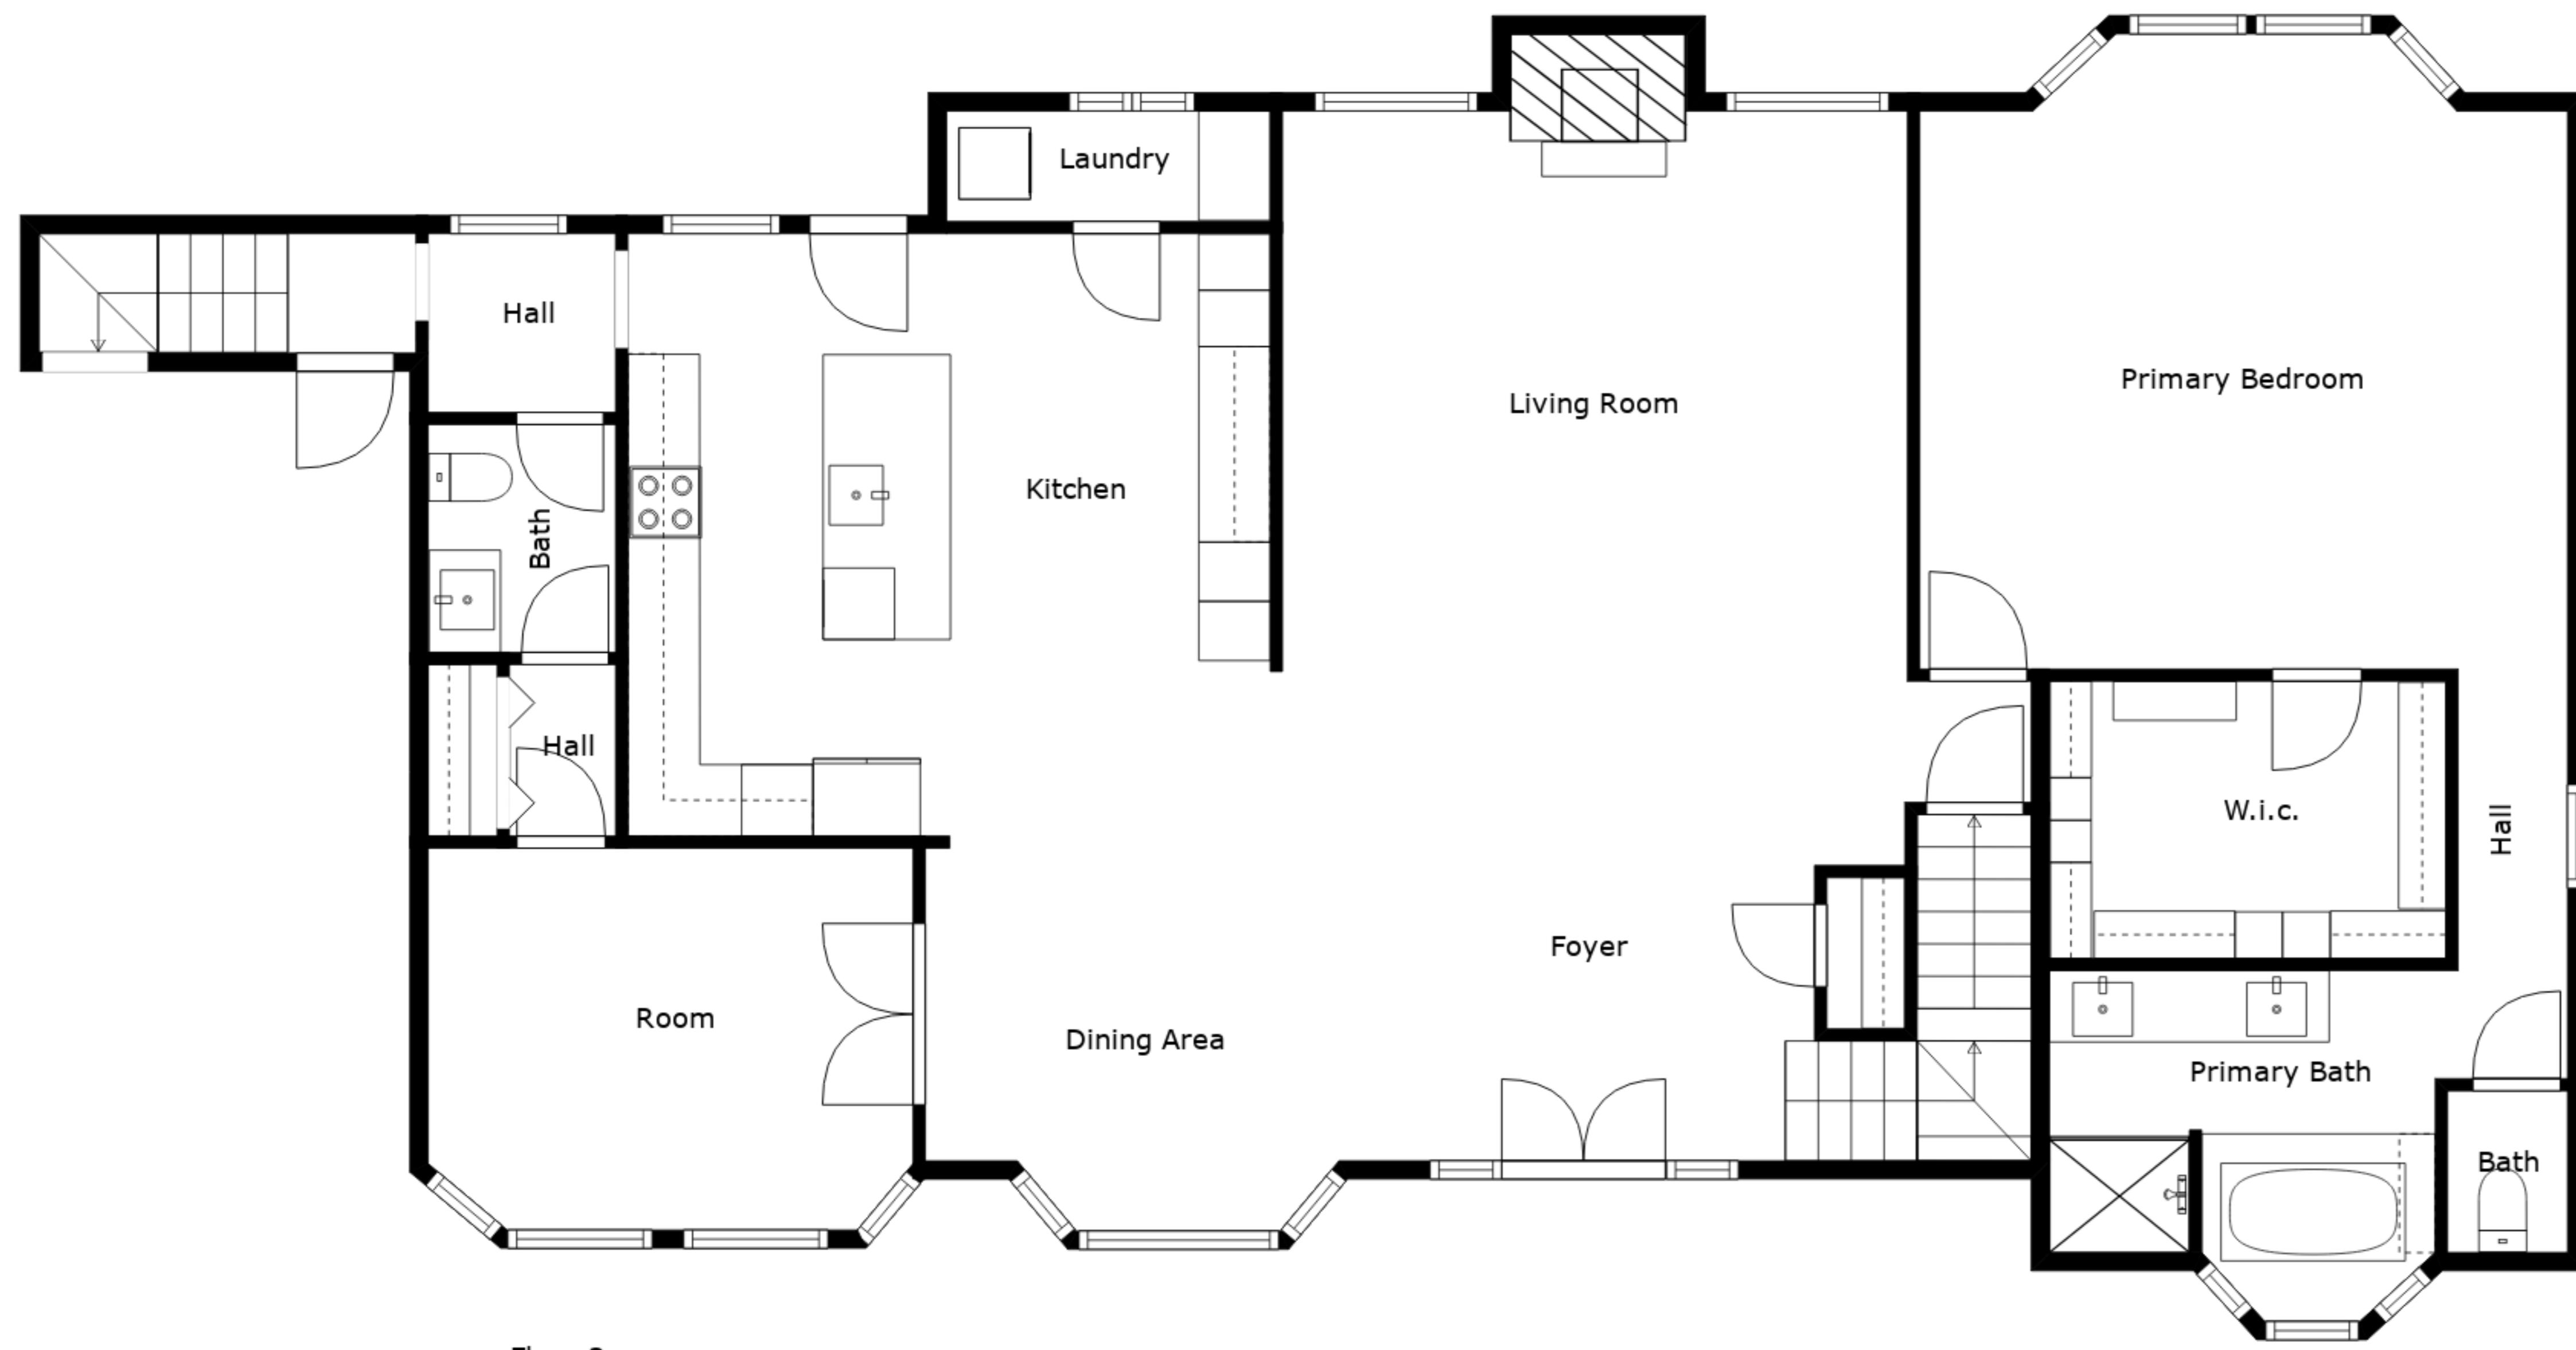 Laundry
Hall
Primary Bedroom
Living Room
Kitchen
Bath
Hall
W.i.c.
Hall
Foyer
Room
Dining Area
Primary Bath
Bath